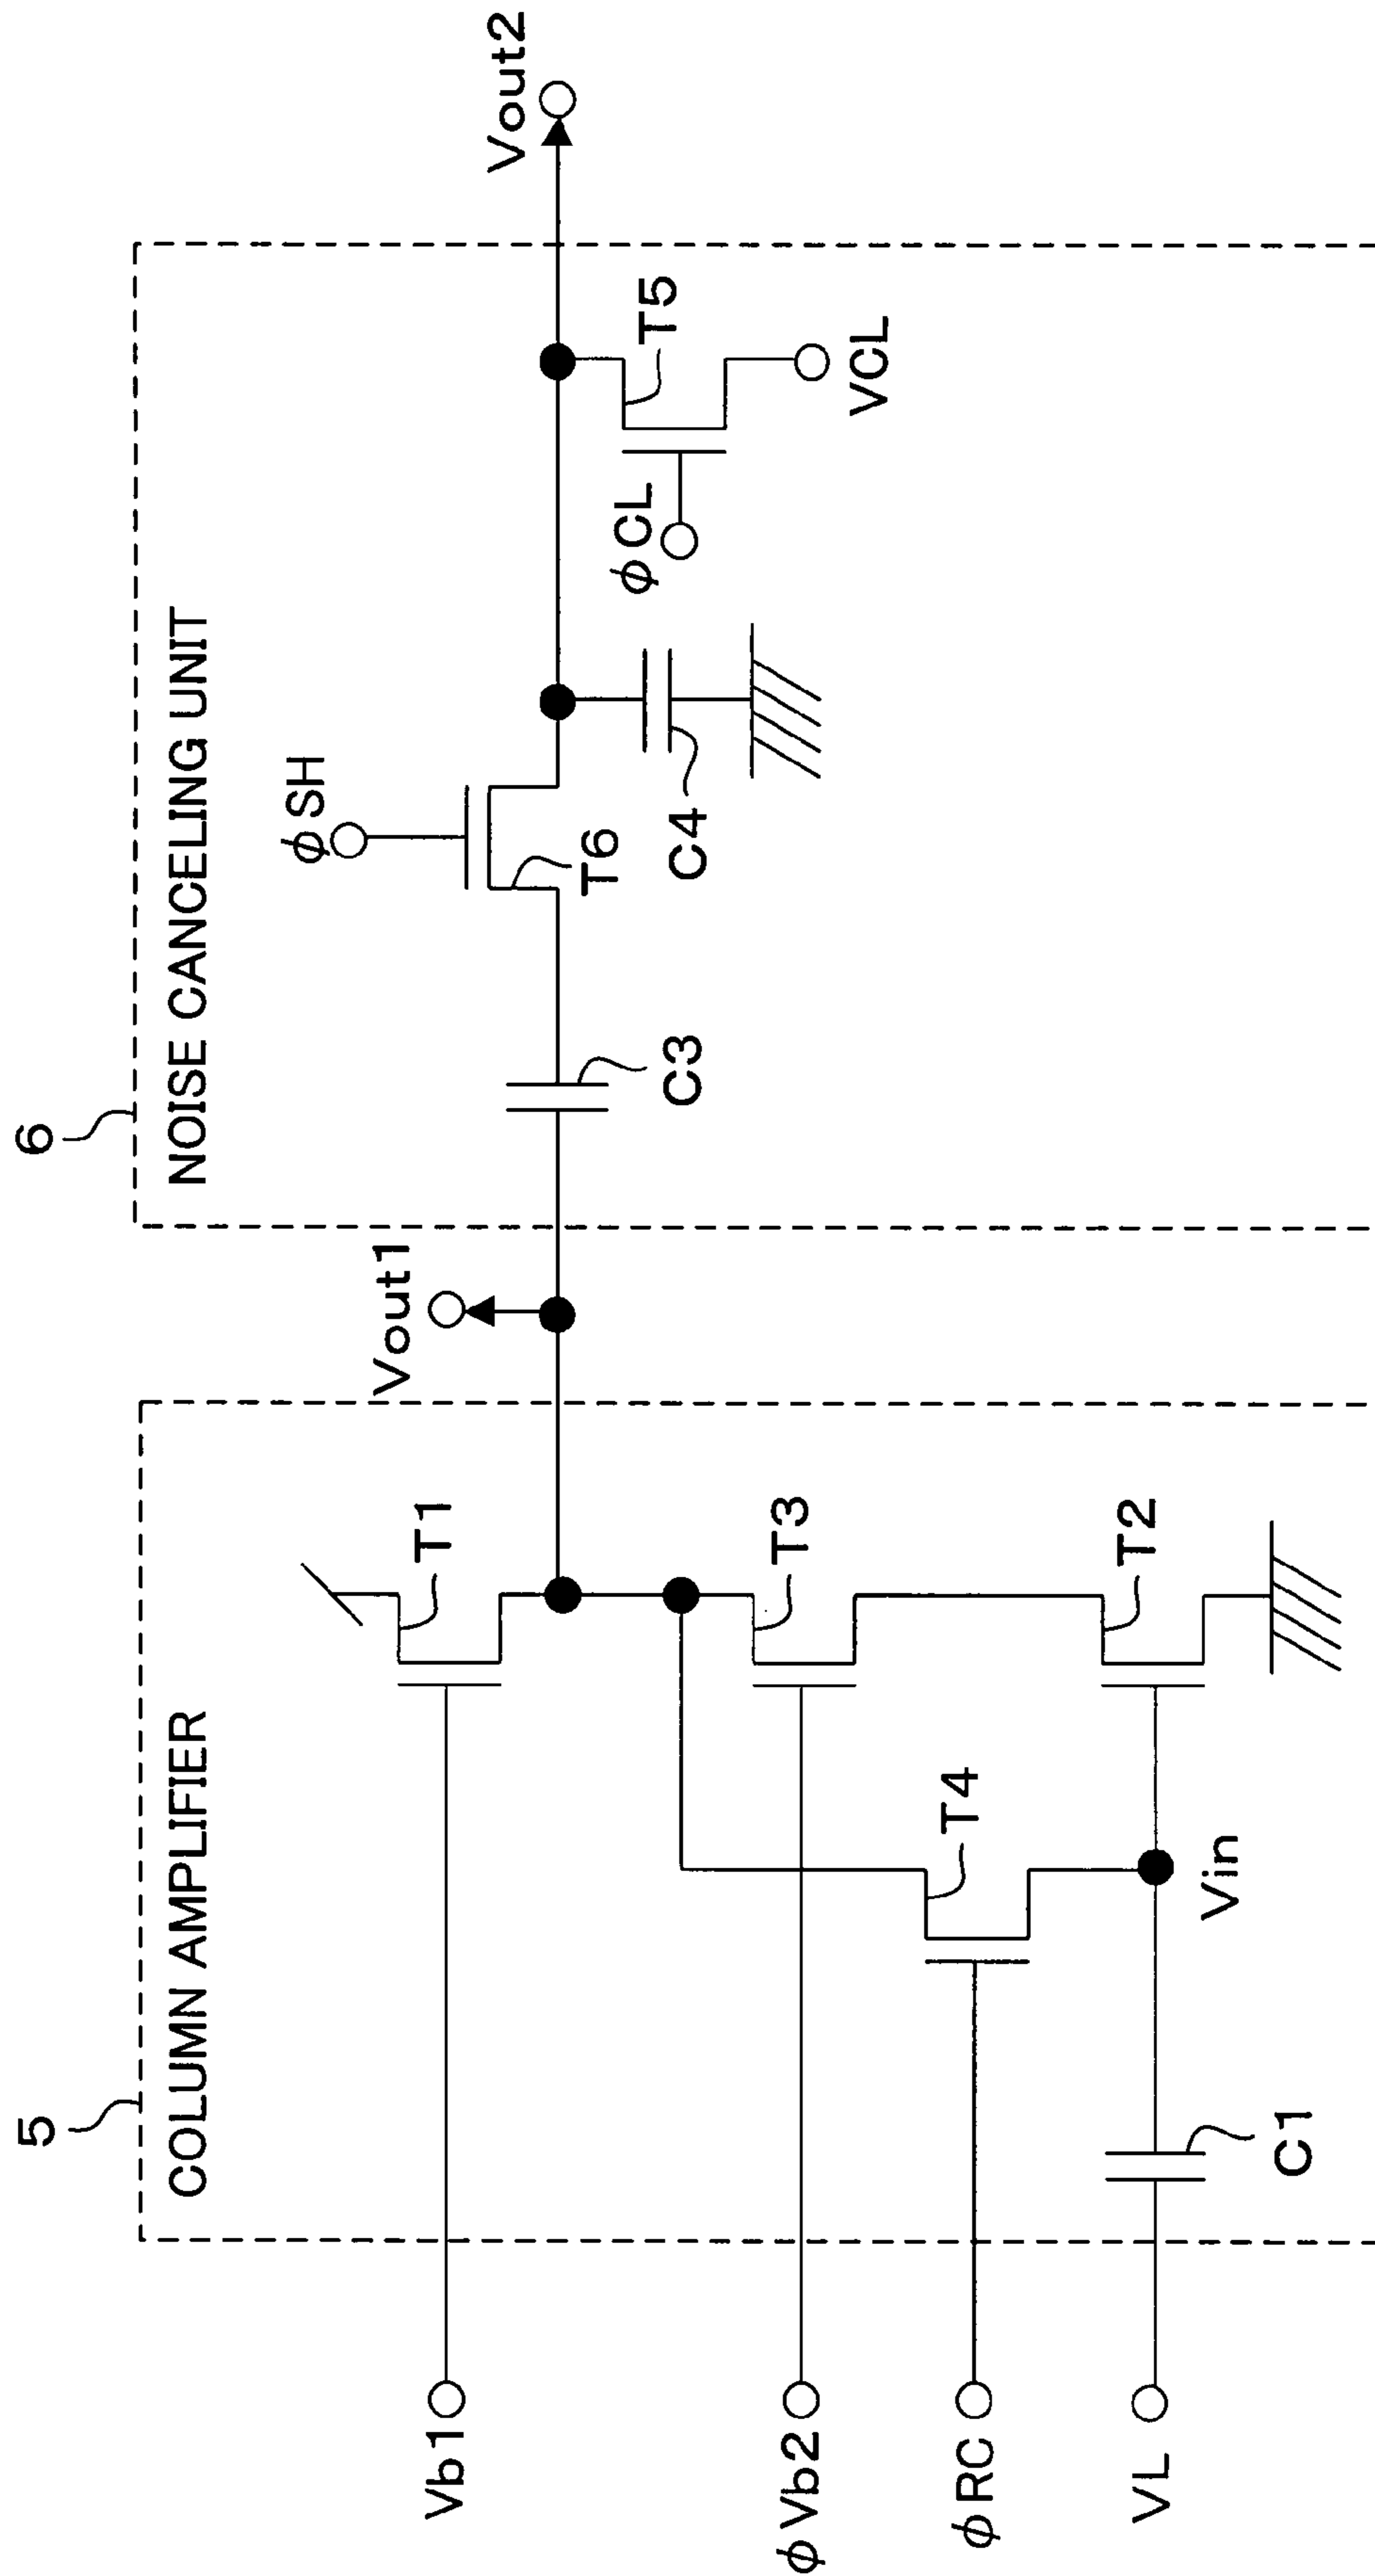 5
COLUMN AMPLIFIER
6
NOISE CANCELING UNIT
Vb1
T1
Vout1
Vout2
φSH
T6
C3
C4
φCL
T5
VCL
φVb2
T3
φRC
T4
T2
VL
C1
Vin